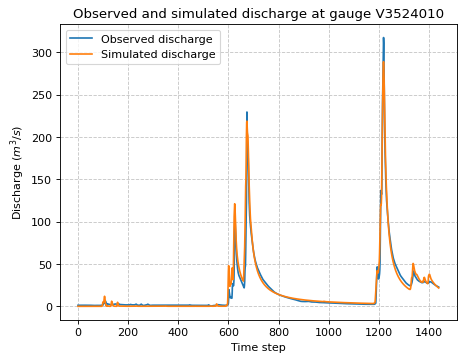 Observed and simulated discharge at gauge V3524010
Observed discharge
Simulated discharge
Discharge (m³/s)
300
250
200
150
100
50
0
0 200 400 600 800 1000 1200 1400
Time step